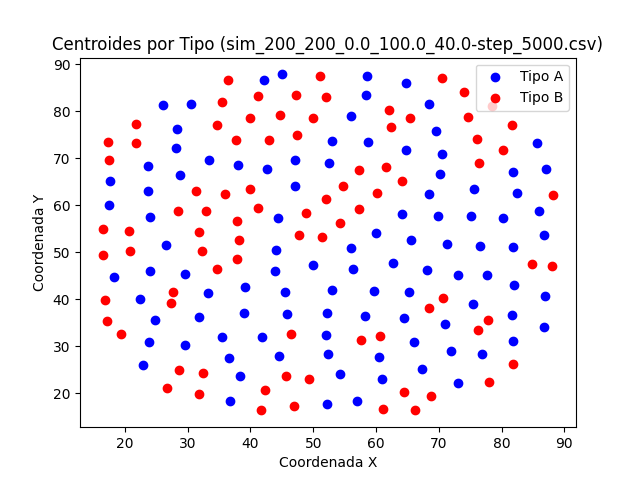 Centroides por Tipo (sim_200_200_0.0_100.0_40.0-step_5000.csv)
Tipo A
Tipo B
90
80
70
60
50
40
30
20
Coordenada Y
20 30 40 50 60 70 80 90
Coordenada X